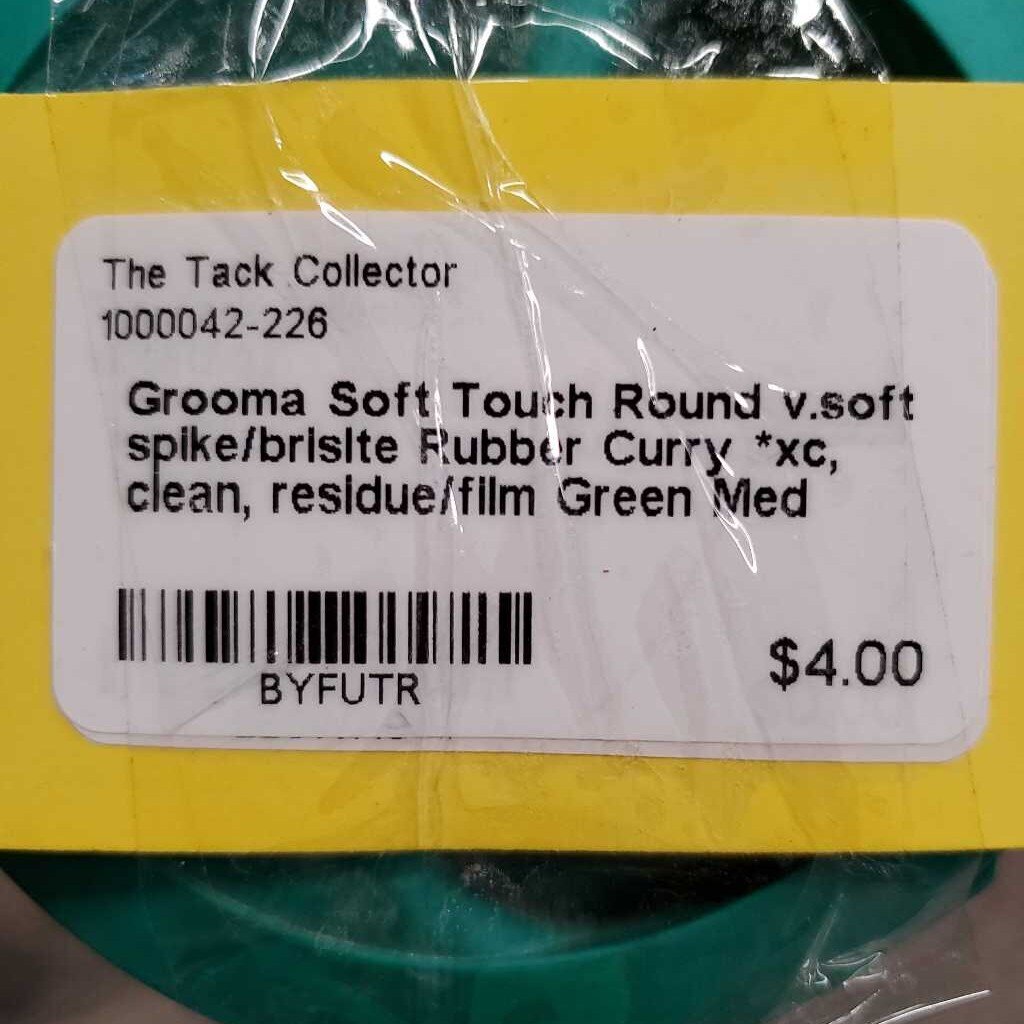 The Tack Collector
1000042-226
Grooma Soft Touch Round v.soft
spike/brislte Rubber Curry *xc,
clean, residue/film Green Med
BYFUTR
$4.00